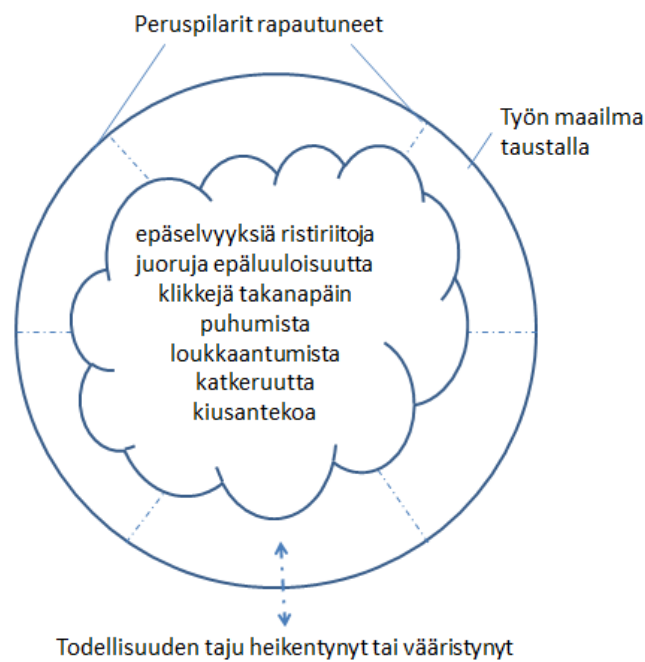 Peruspilarit rapautuneet
Työn maailma
taustalla
epäselvyyksiä ristiriitoja
juoruja epäluuloisuutta
klikkejä takanapäin
puhumista
loukkaantumista
katkeruutta
kiusantekoa
Todellisuuden taju heikentynyt tai vääristynyt